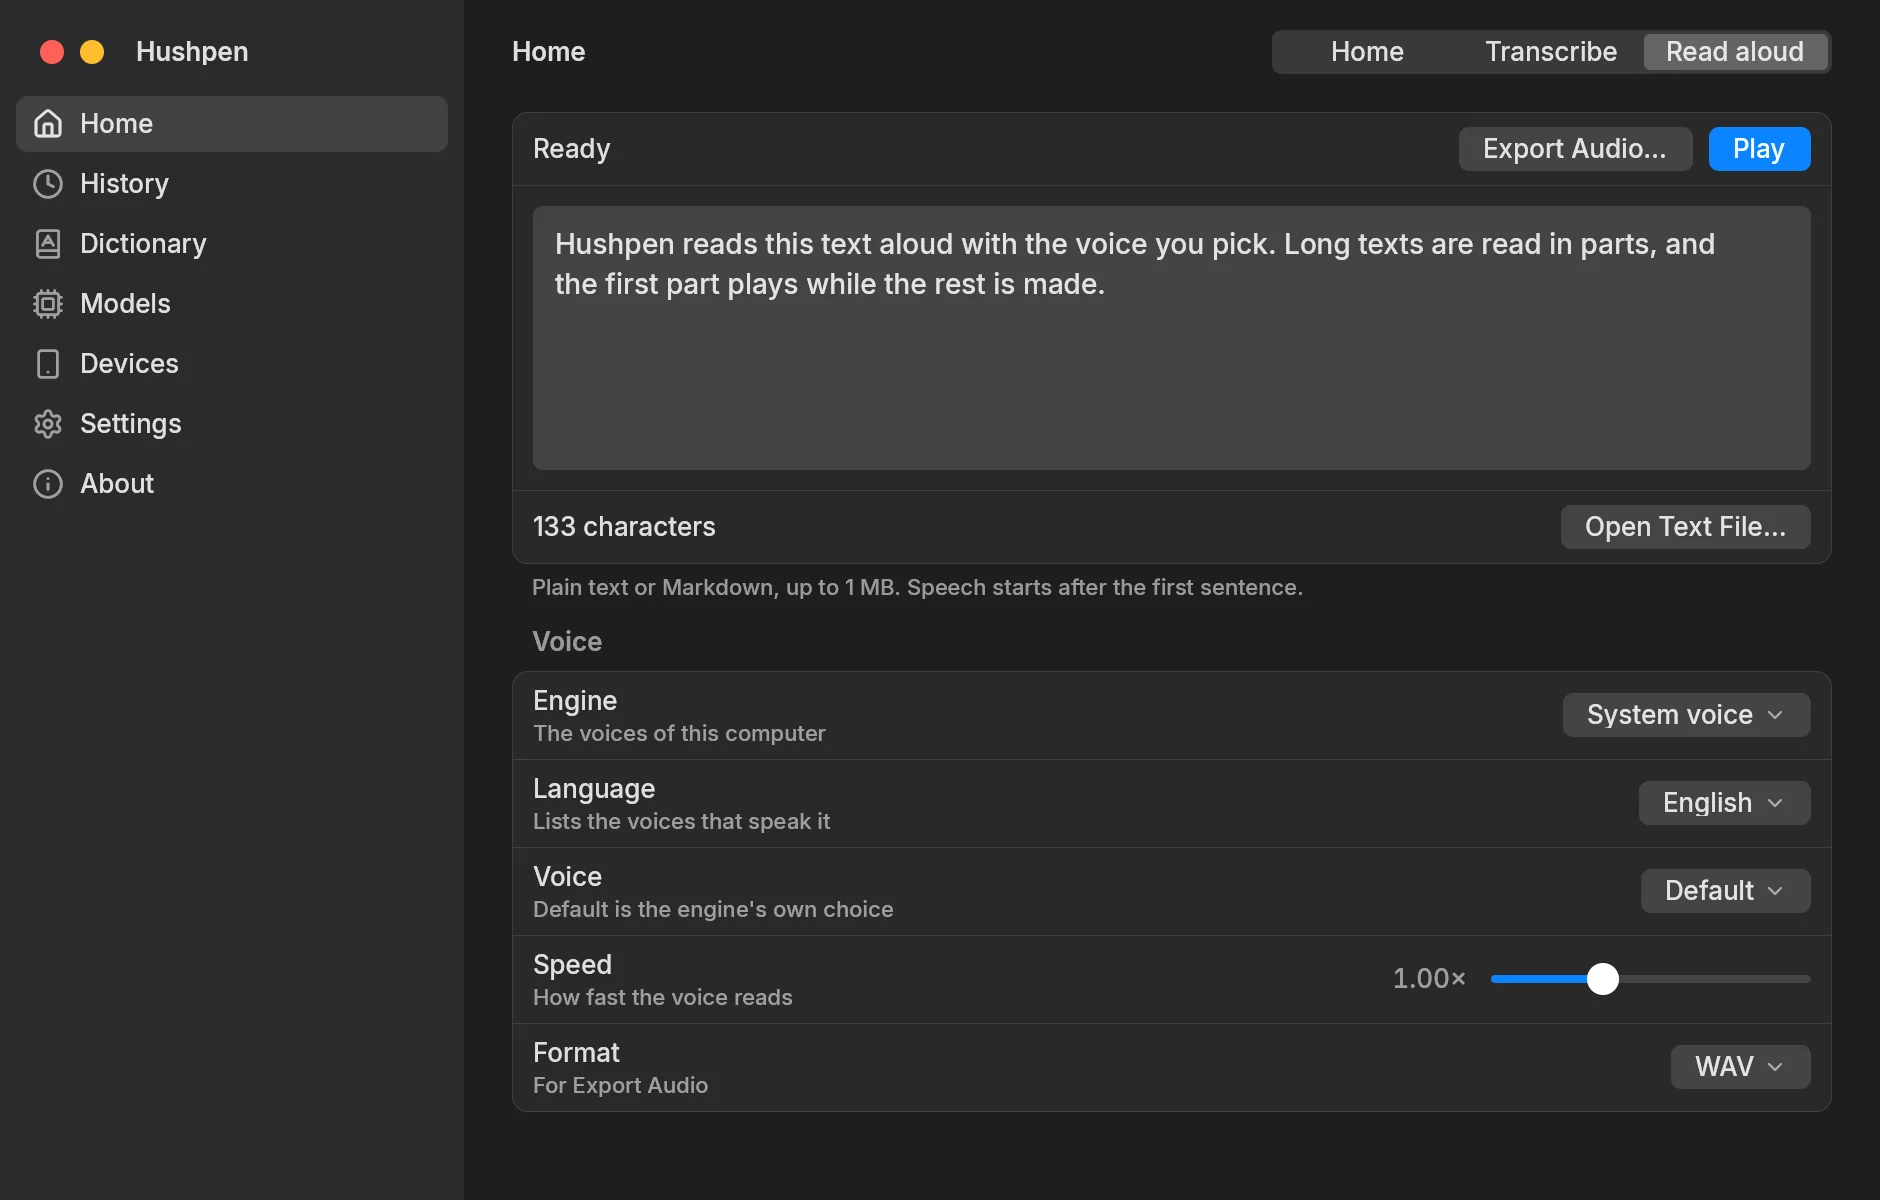 Hushpen
Home
History
Dictionary
Models
Devices
Settings
About
Home
Home Transcribe Read aloud
Ready
Export Audio... Play
Hushpen reads this text aloud with the voice you pick. Long texts are read in parts, and
the first part plays while the rest is made.
133 characters
Open Text File...
Plain text or Markdown, up to 1 MB. Speech starts after the first sentence.
Voice
Engine
The voices of this computer
System voice
Language
Lists the voices that speak it
English
Voice
Default is the engine's own choice
Default
Speed
How fast the voice reads
1.00×
Format
For Export Audio
WAV